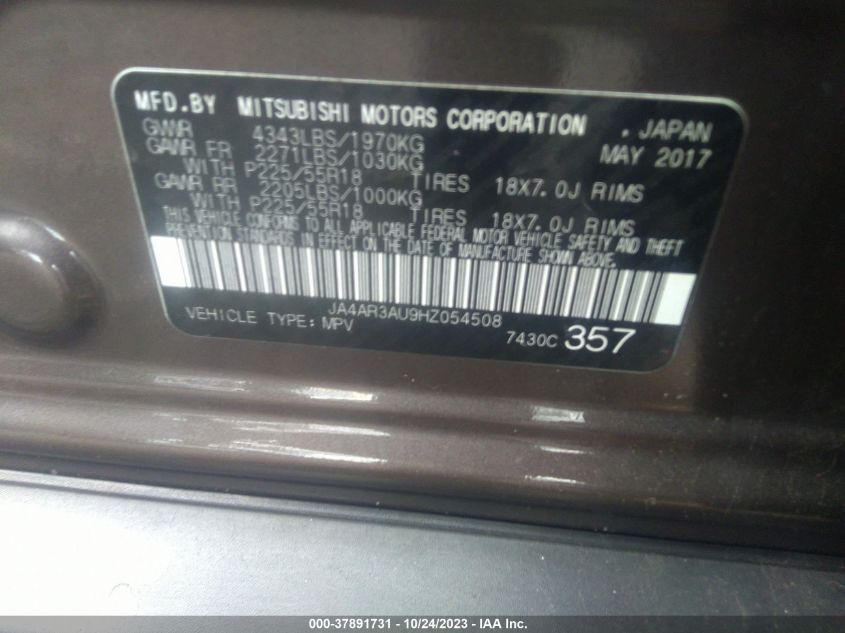 MFD.BY MITSUBISHI MOTORS CORPORATION . JAPAN
GVWR 4343LBS/1970KG MAY 2017
GAWR FR 2271LBS/1030KG
WITH P225/55R18 TIRES 18X7.0J RIMS
GAWR RR 2205LBS/1000KG
WITH P225/55R18 TIRES 18X7.0J RIMS
THIS VEHICLE CONFORMS TO ALL APPLICABLE FEDERAL MOTOR VEHICLE SAFETY AND THEFT
PREVENTION STANDARDS IN EFFECT ON THE DATE OF MANUFACTURE SHOWN ABOVE.
JA4AR3AU9HZ054508
VEHICLE TYPE: MPV 7430C 357
000-37891731 - 10/24/2023 - IAA Inc.